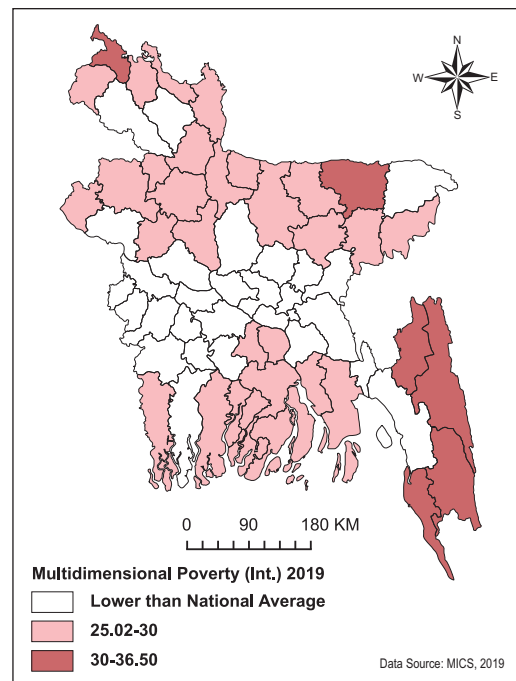 N
W E
S
0 90 180 KM
Multidimensional Poverty (Int.) 2019
Lower than National Average
25.02-30
30-36.50
Data Source: MICS, 2019